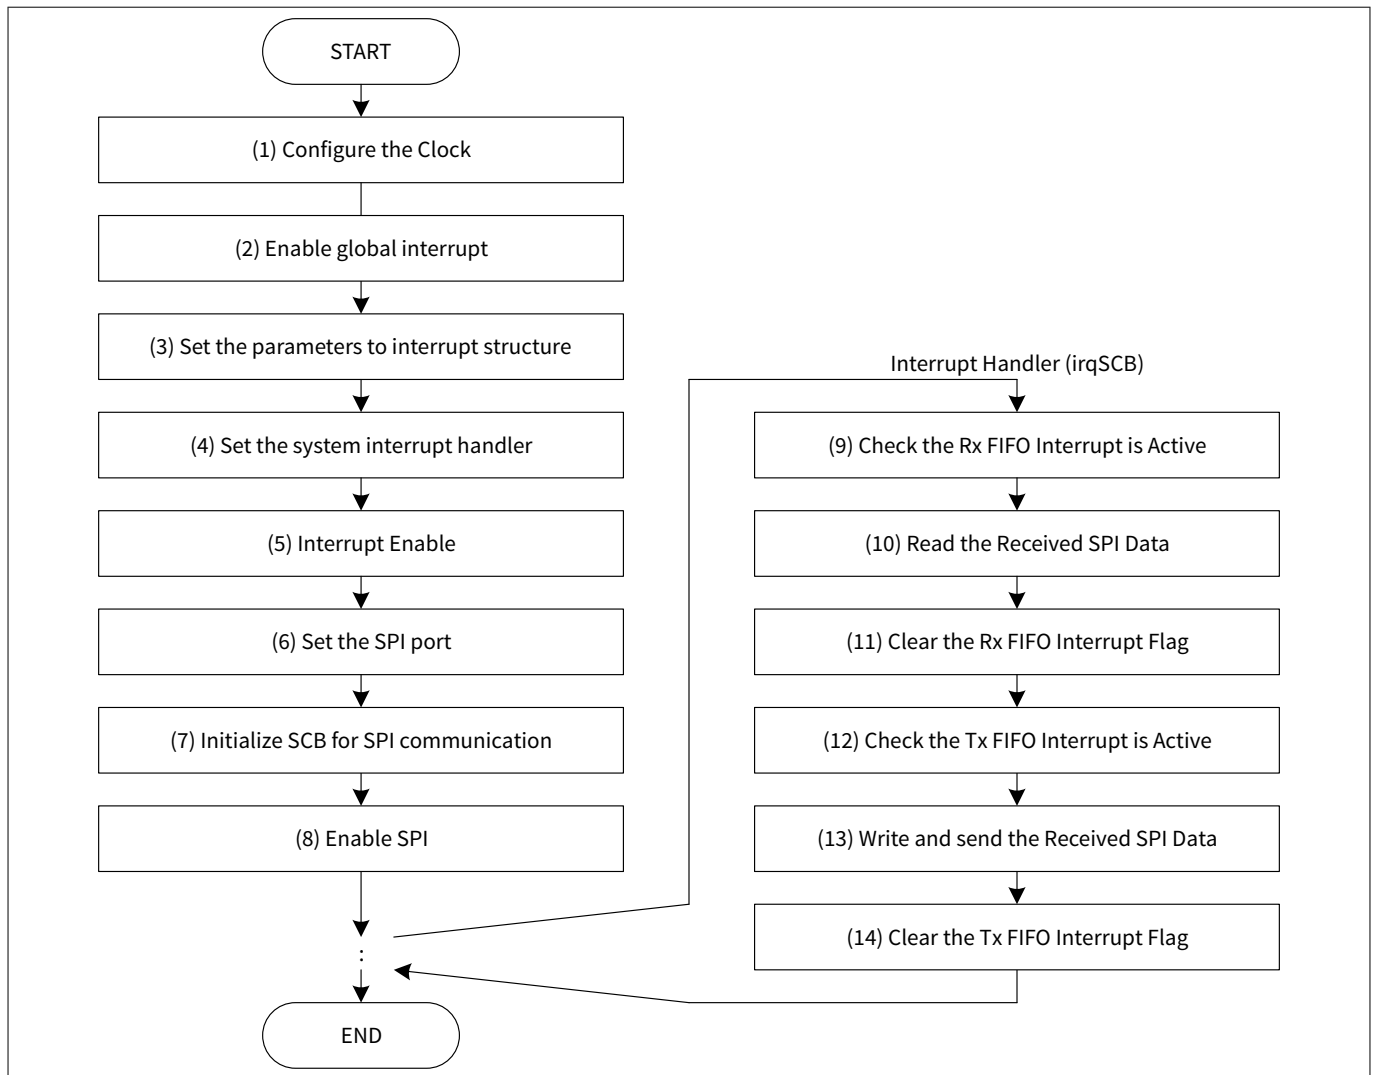 START
(1) Configure the Clock
(2) Enable global interrupt
(3) Set the parameters to interrupt structure
(4) Set the system interrupt handler
(5) Interrupt Enable
(6) Set the SPI port
(7) Initialize SCB for SPI communication
(8) Enable SPI
:
END
Interrupt Handler (irqSCB)
(9) Check the Rx FIFO Interrupt is Active
(10) Read the Received SPI Data
(11) Clear the Rx FIFO Interrupt Flag
(12) Check the Tx FIFO Interrupt is Active
(13) Write and send the Received SPI Data
(14) Clear the Tx FIFO Interrupt Flag